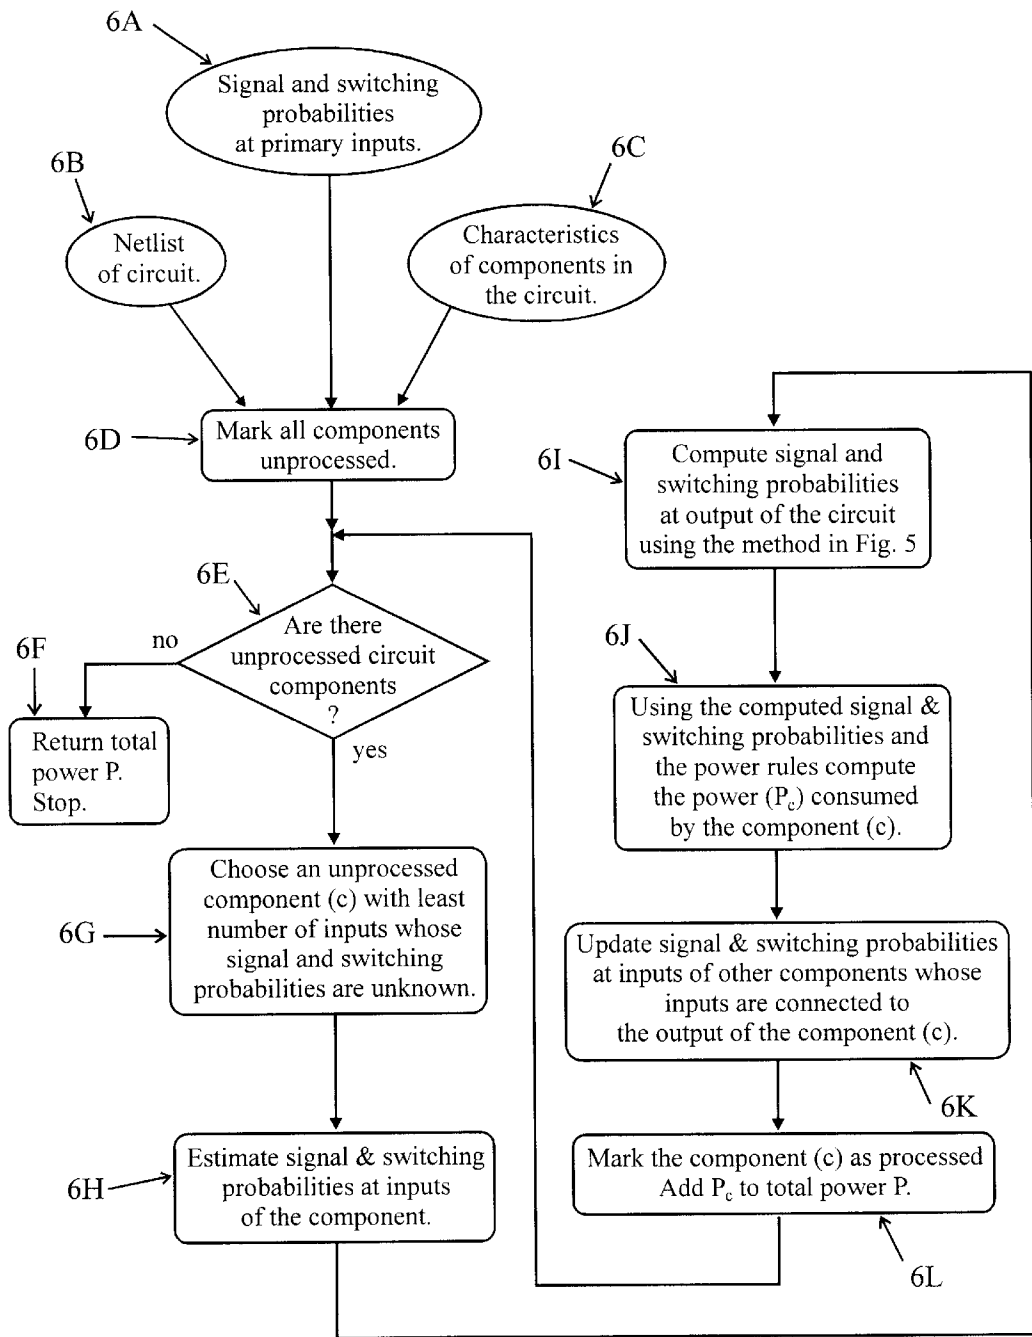 6A
Signal and switching
probabilities
at primary inputs.
6B
Netlist
of circuit.
6C
Characteristics
of components in
the circuit.
6D
Mark all components
unprocessed.
6E
Are there
unprocessed circuit
components
?
no
yes
6F
Return total
power P.
Stop.
6G
Choose an unprocessed
component (c) with least
number of inputs whose
signal and switching
probabilities are unknown.
6H
Estimate signal & switching
probabilities at inputs
of the component.
6I
Compute signal and
switching probabilities
at output of the circuit
using the method in Fig. 5
6J
Using the computed signal &
switching probabilities and
the power rules compute
the power (Pc) consumed
by the component (c).
Update signal & switching probabilities
at inputs of other components whose
inputs are connected to
the output of the component (c).
6K
Mark the component (c) as processed
Add Pc to total power P.
6L